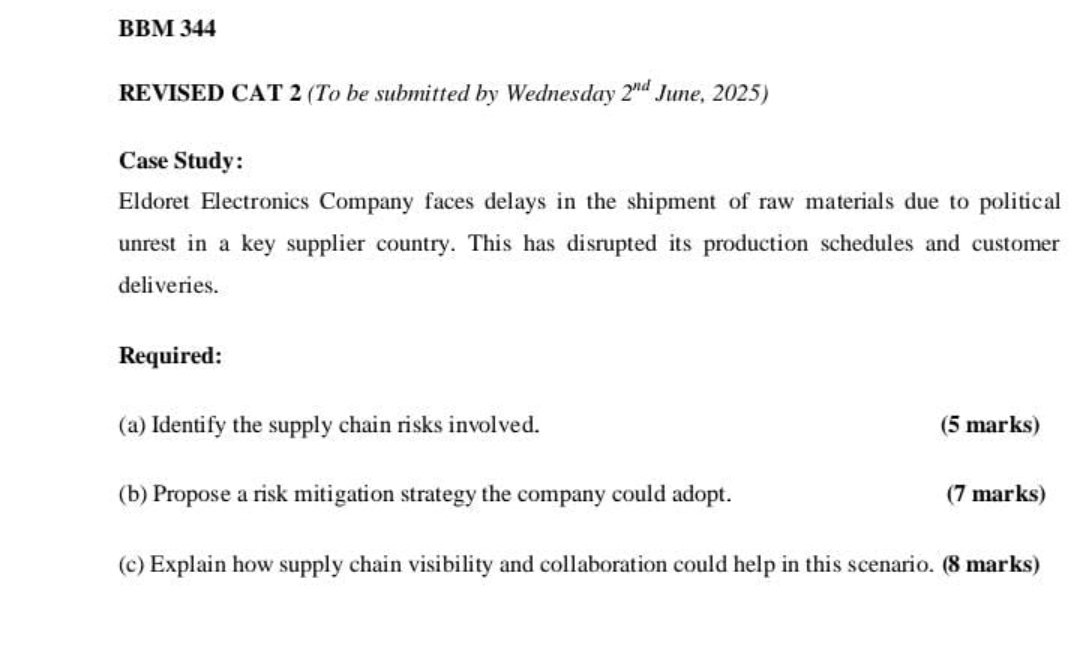 BBM 344
REVISED CAT 2 (To be submitted by Wednesday 2nd June, 2025)
Case Study:
Eldoret Electronics Company faces delays in the shipment of raw materials due to political
unrest in a key supplier country. This has disrupted its production schedules and customer
deliveries.
Required:
(a) Identify the supply chain risks involved. (5 marks)
(b) Propose a risk mitigation strategy the company could adopt. (7 marks)
(c) Explain how supply chain visibility and collaboration could help in this scenario. (8 marks)